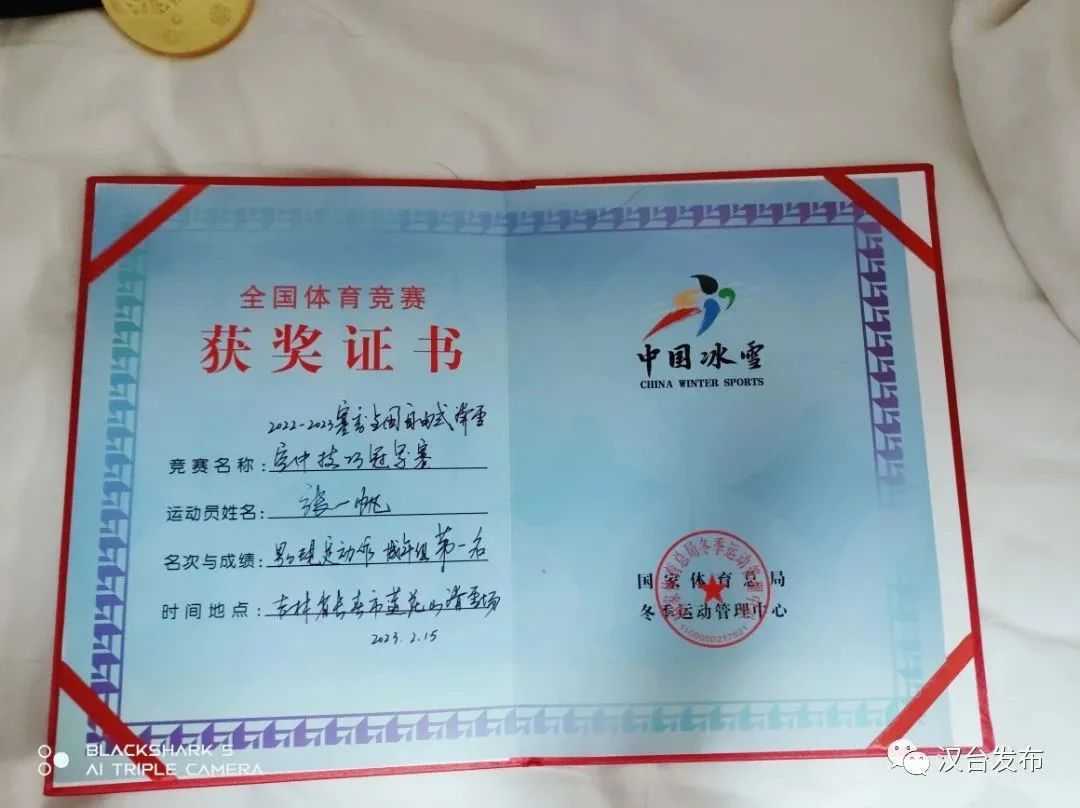 全国体育竞赛
获奖证书
2022-2023赛季全国自由式滑雪
竞赛名称:空中技巧冠军赛
运动员姓名:张一帆
名次与成绩:男子规定动作 成年组 第一名
时间地点:吉林省长春市莲花山滑雪场
2023.2.15
中国冰雪
CHINA WINTER SPORTS
国家体育总局
冬季运动管理中心
BLACKSHARK 5
AI TRIPLE CAMERA
汉台发布